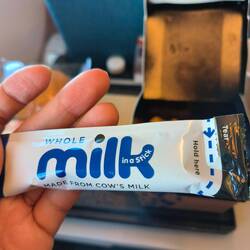 WHOLE
milk
in a stick
MADE FROM COW'S MILK
Tear
Hold here